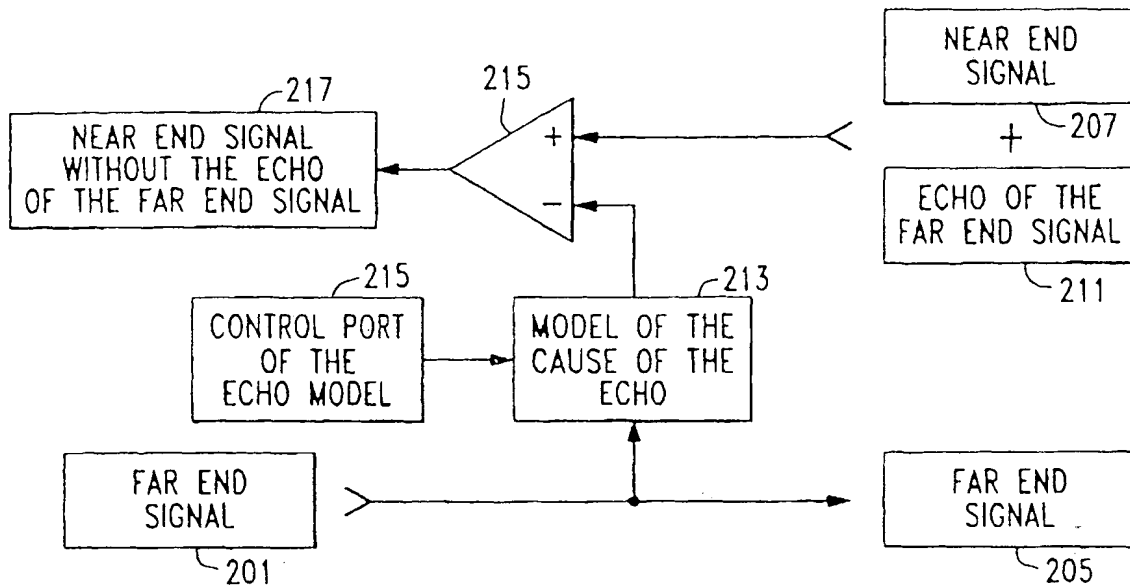 NEAR END
SIGNAL
207
+
ECHO OF THE
FAR END SIGNAL
211
215
+
−
217
NEAR END SIGNAL
WITHOUT THE ECHO
OF THE FAR END SIGNAL
215
CONTROL PORT
OF THE
ECHO MODEL
213
MODEL OF THE
CAUSE OF THE
ECHO
FAR END
SIGNAL
201
FAR END
SIGNAL
205